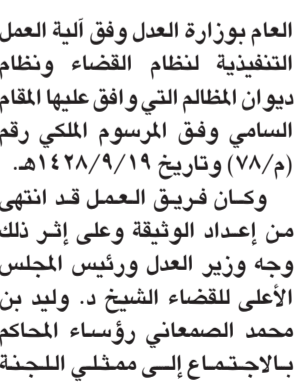 العام بوزارة العدل وفق آلية العمل
التنفيذية لنظام القضاء ونظام
ديوان المظالم التي وافق عليها المقام
السامي وفق المرسوم الملكي رقم
(م/٧٨) وتاريخ ١٤٢٨/٩/١٩هـ.
وكان فريق العمل قد انتهى
من إعداد الوثيقة وعلى إثر ذلك
وجه وزير العدل ورئيس المجلس
الأعلى للقضاء الشيخ د. وليد بن
محمد الصمعاني رؤساء المحاكم
بالاجتماع إلى ممثلي اللجنة